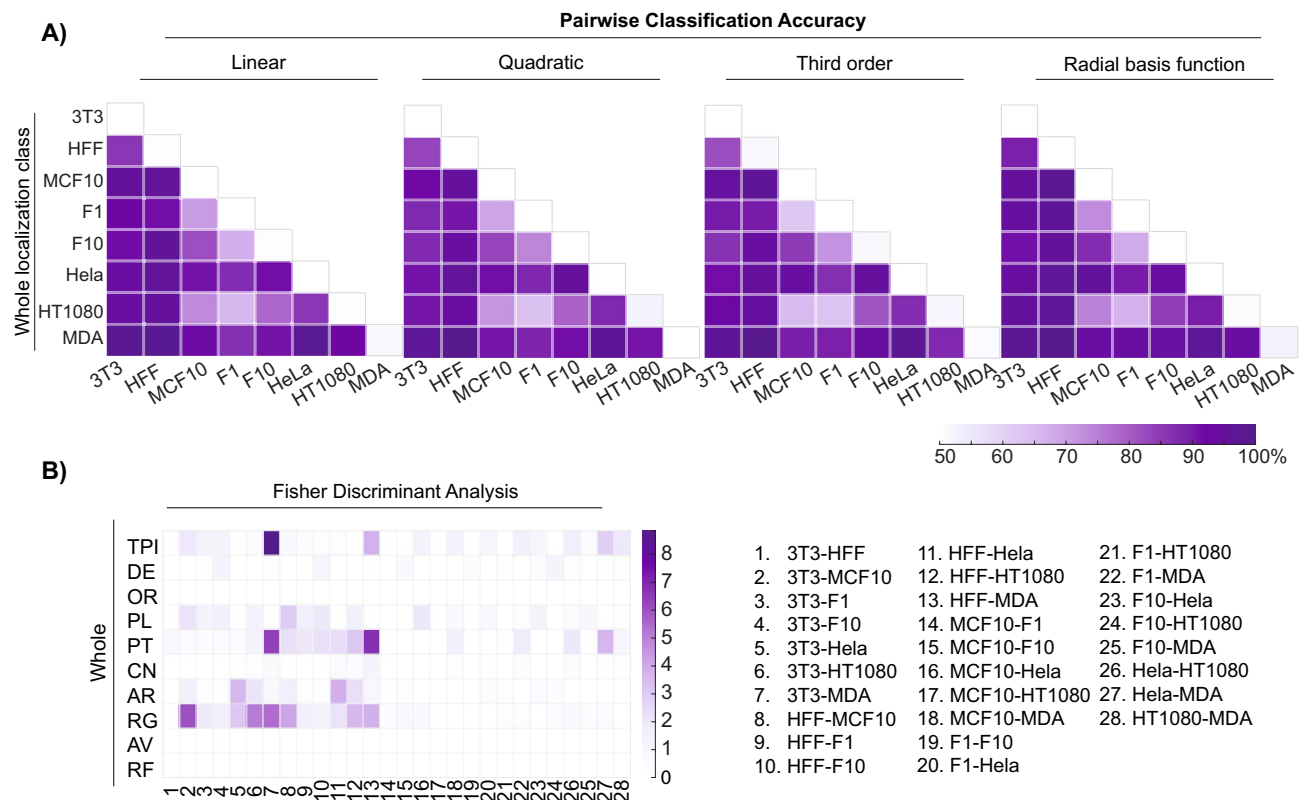 A)
Pairwise Classification Accuracy
Linear
Quadratic
Third order
Radial basis function
Whole localization class
3T3
HFF
MCF10
F1
F10
Hela
HT1080
MDA
3T3 HFF MCF10 F1 F10 HeLa HT1080 MDA
3T3 HFF MCF10 F1 F10 HeLa HT1080 MDA
3T3 HFF MCF10 F1 F10 HeLa HT1080 MDA
3T3 HFF MCF10 F1 F10 HeLa HT1080 MDA
50 60 70 80 90 100%
B)
Fisher Discriminant Analysis
Whole
TPI
DE
OR
PL
PT
CN
AR
RG
AV
RF
1 2 3 4 5 6 7 8 9 10 11 12 13 14 15 16 17 18 19 20 21 22 23 24 25 26 27 28
8
7
6
5
4
3
2
1
0
1. 3T3-HFF
2. 3T3-MCF10
3. 3T3-F1
4. 3T3-F10
5. 3T3-Hela
6. 3T3-HT1080
7. 3T3-MDA
8. HFF-MCF10
9. HFF-F1
10. HFF-F10
11. HFF-Hela
12. HFF-HT1080
13. HFF-MDA
14. MCF10-F1
15. MCF10-F10
16. MCF10-Hela
17. MCF10-HT1080
18. MCF10-MDA
19. F1-F10
20. F1-Hela
21. F1-HT1080
22. F1-MDA
23. F10-Hela
24. F10-HT1080
25. F10-MDA
26. Hela-HT1080
27. Hela-MDA
28. HT1080-MDA